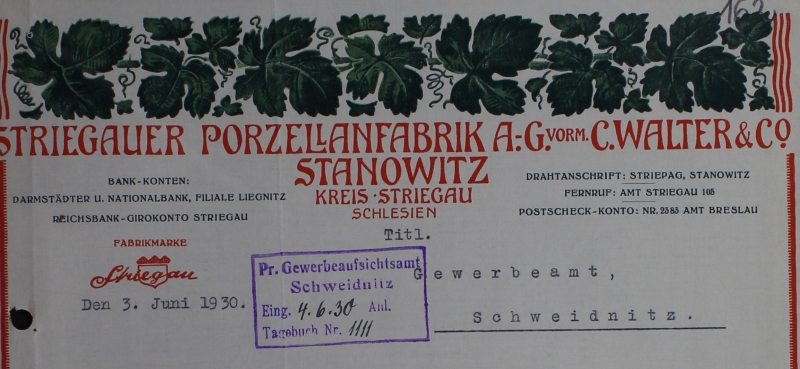 162
STRIEGAUER PORZELLANFABRIK A:G. VORM. C. WALTER & CO
STANOWITZ
KREIS · STRIEGAU
SCHLESIEN
BANK-KONTEN:
DARMSTÄDTER U. NATIONALBANK, FILIALE LIEGNITZ
REICHSBANK - GIROKONTO STRIEGAU
DRAHTANSCHRIFT: STRIEPAG, STANOWITZ
FERNRUF: AMT STRIEGAU 105
POSTSCHECK-KONTO: NR. 2383 AMT BRESLAU
FABRIKMARKE
Striegau
Den 3. Juni 1930.
Titl.
Gewerbeamt,
Schweidnitz.
Pr. Gewerbeaufsichtsamt
Schweidnitz
Eing. 4.6.30 Anl.
Tagebuch Nr. 1111